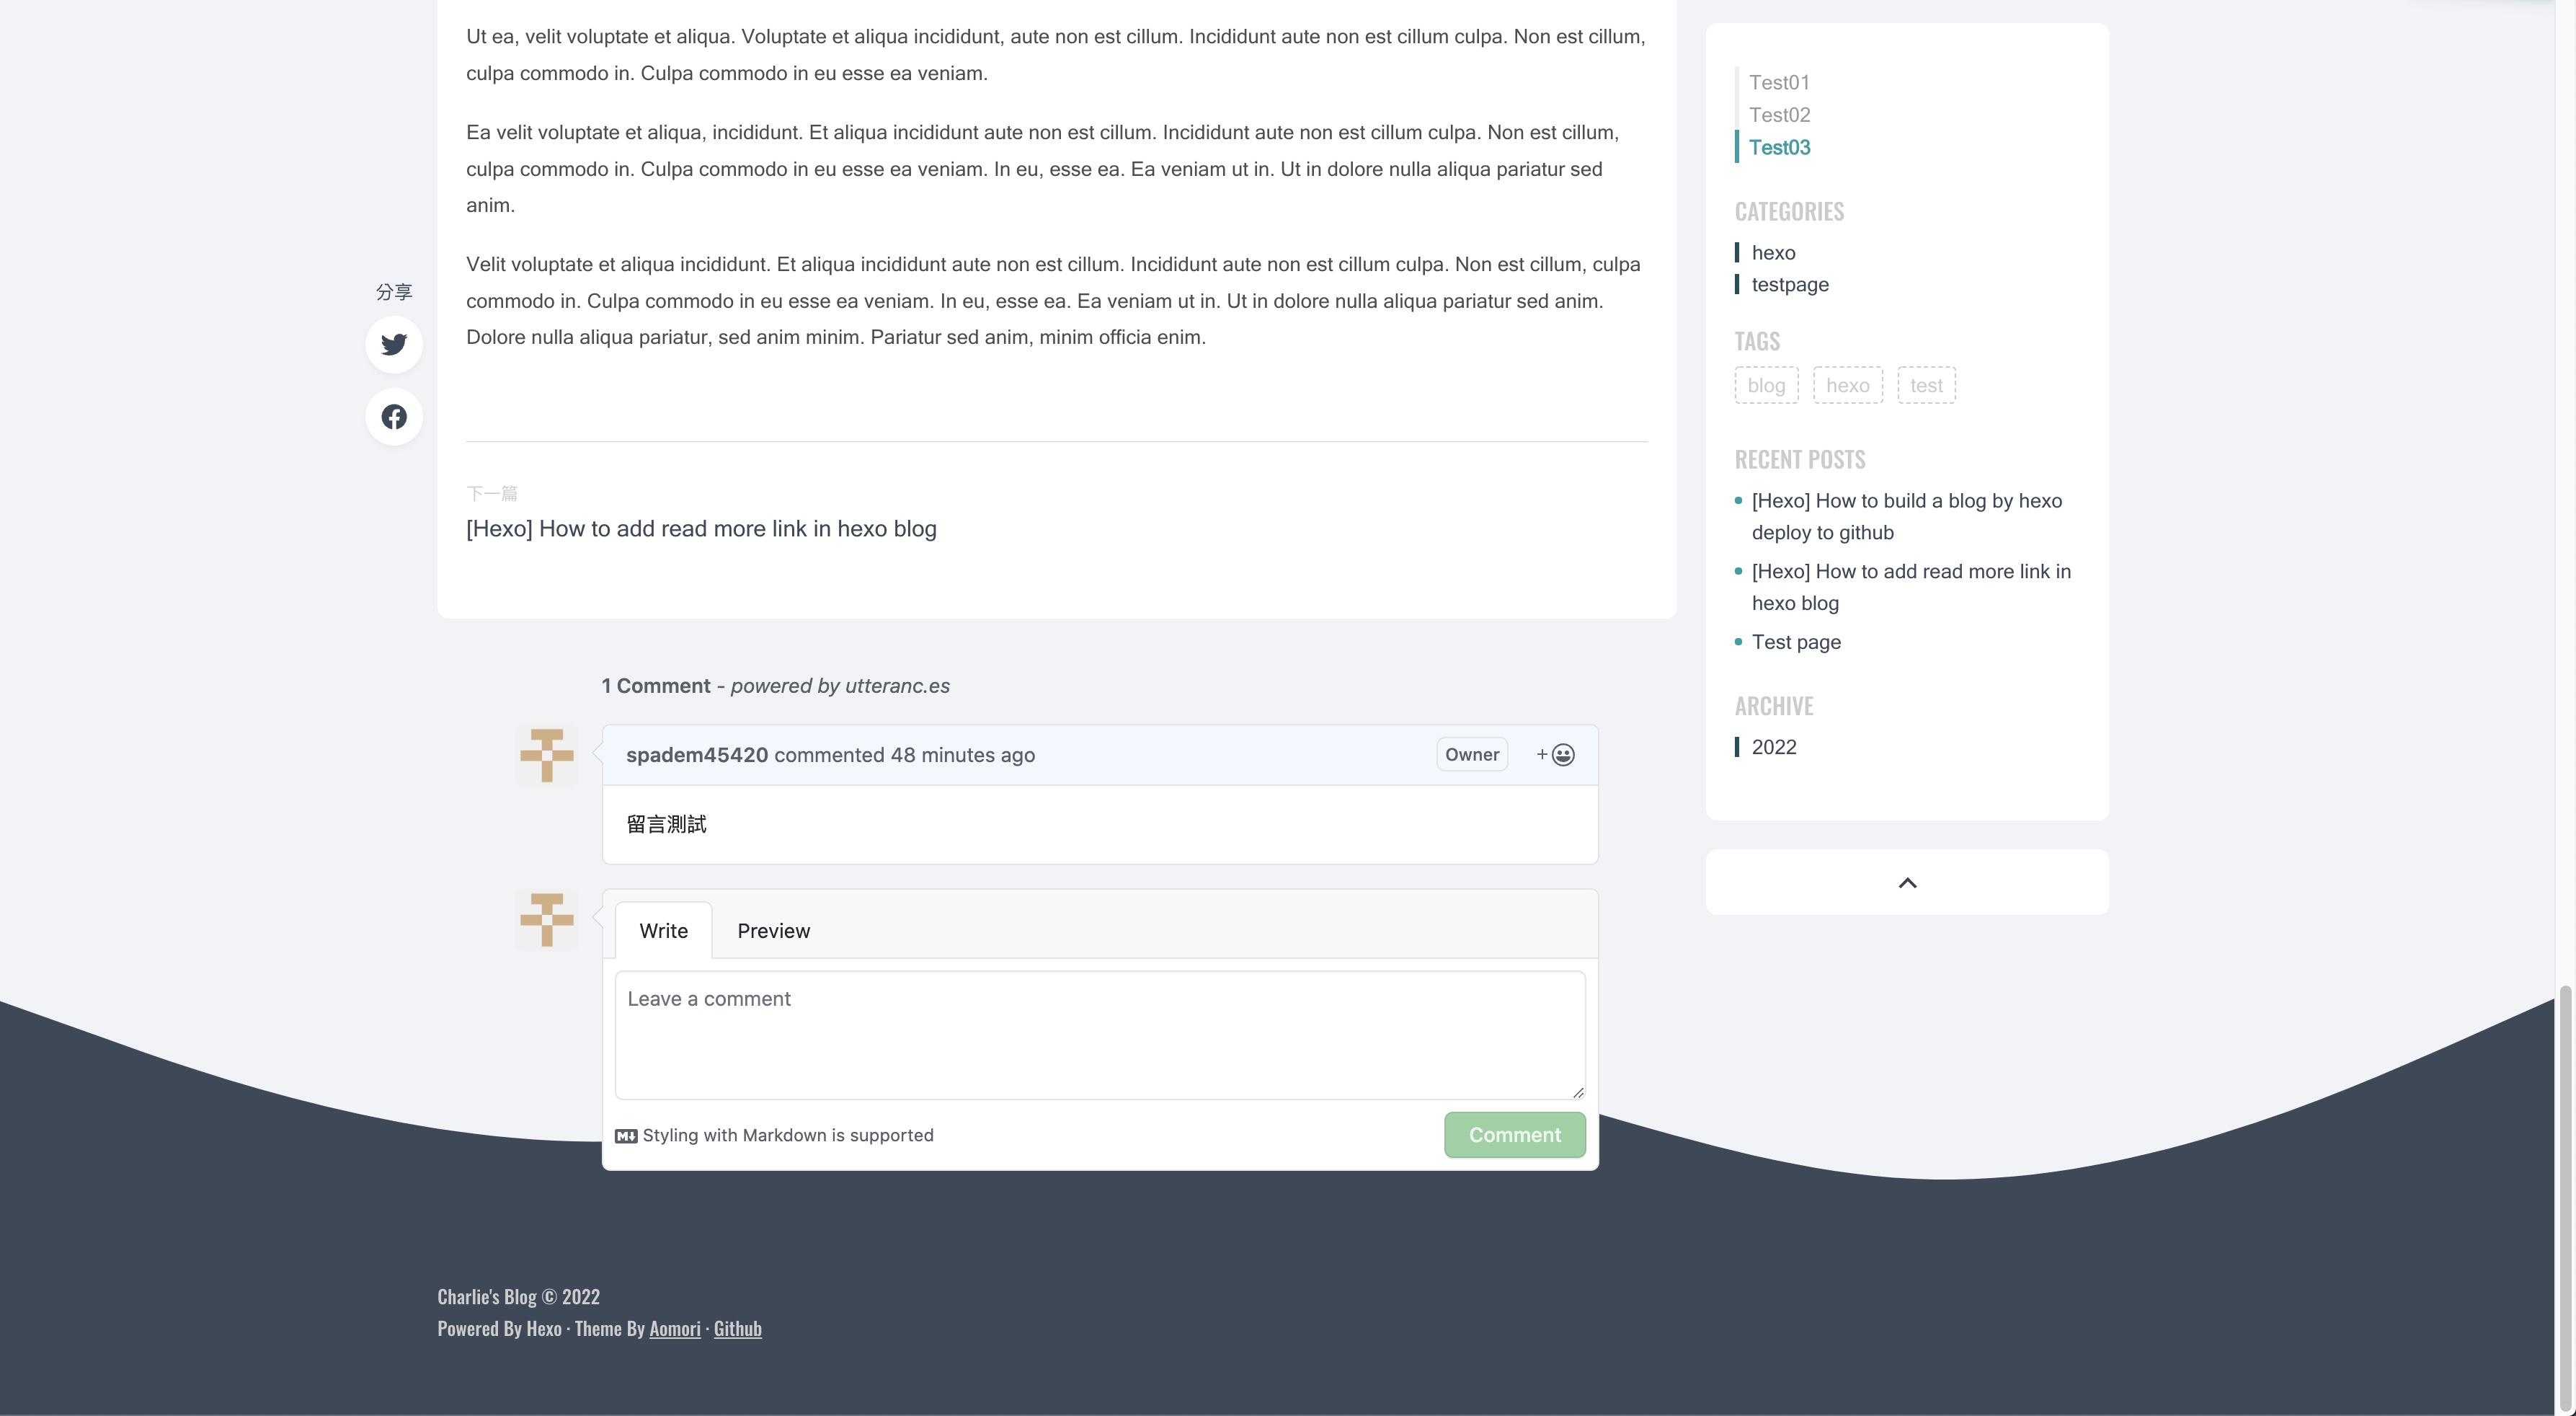 Ut ea, velit voluptate et aliqua. Voluptate et aliqua incididunt, aute non est cillum. Incididunt aute non est cillum culpa. Non est cillum,
culpa commodo in. Culpa commodo in eu esse ea veniam.
Ea velit voluptate et aliqua, incididunt. Et aliqua incididunt aute non est cillum. Incididunt aute non est cillum culpa. Non est cillum,
culpa commodo in. Culpa commodo in eu esse ea veniam. In eu, esse ea. Ea veniam ut in. Ut in dolore nulla aliqua pariatur sed
anim.
Velit voluptate et aliqua incididunt. Et aliqua incididunt aute non est cillum. Incididunt aute non est cillum culpa. Non est cillum, culpa
commodo in. Culpa commodo in eu esse ea veniam. In eu, esse ea. Ea veniam ut in. Ut in dolore nulla aliqua pariatur sed anim.
Dolore nulla aliqua pariatur, sed anim minim. Pariatur sed anim, minim officia enim.
分享
下一篇
[Hexo] How to add read more link in hexo blog
1 Comment - powered by utteranc.es
spadem45420 commented 48 minutes ago
Owner
+
留言測試
Write
Preview
Leave a comment
M Styling with Markdown is supported
Comment
Test01
Test02
Test03
CATEGORIES
hexo
testpage
TAGS
blog
hexo
test
RECENT POSTS
[Hexo] How to build a blog by hexo
deploy to github
[Hexo] How to add read more link in
hexo blog
Test page
ARCHIVE
2022
Charlie's Blog © 2022
Powered By Hexo · Theme By Aomori · Github